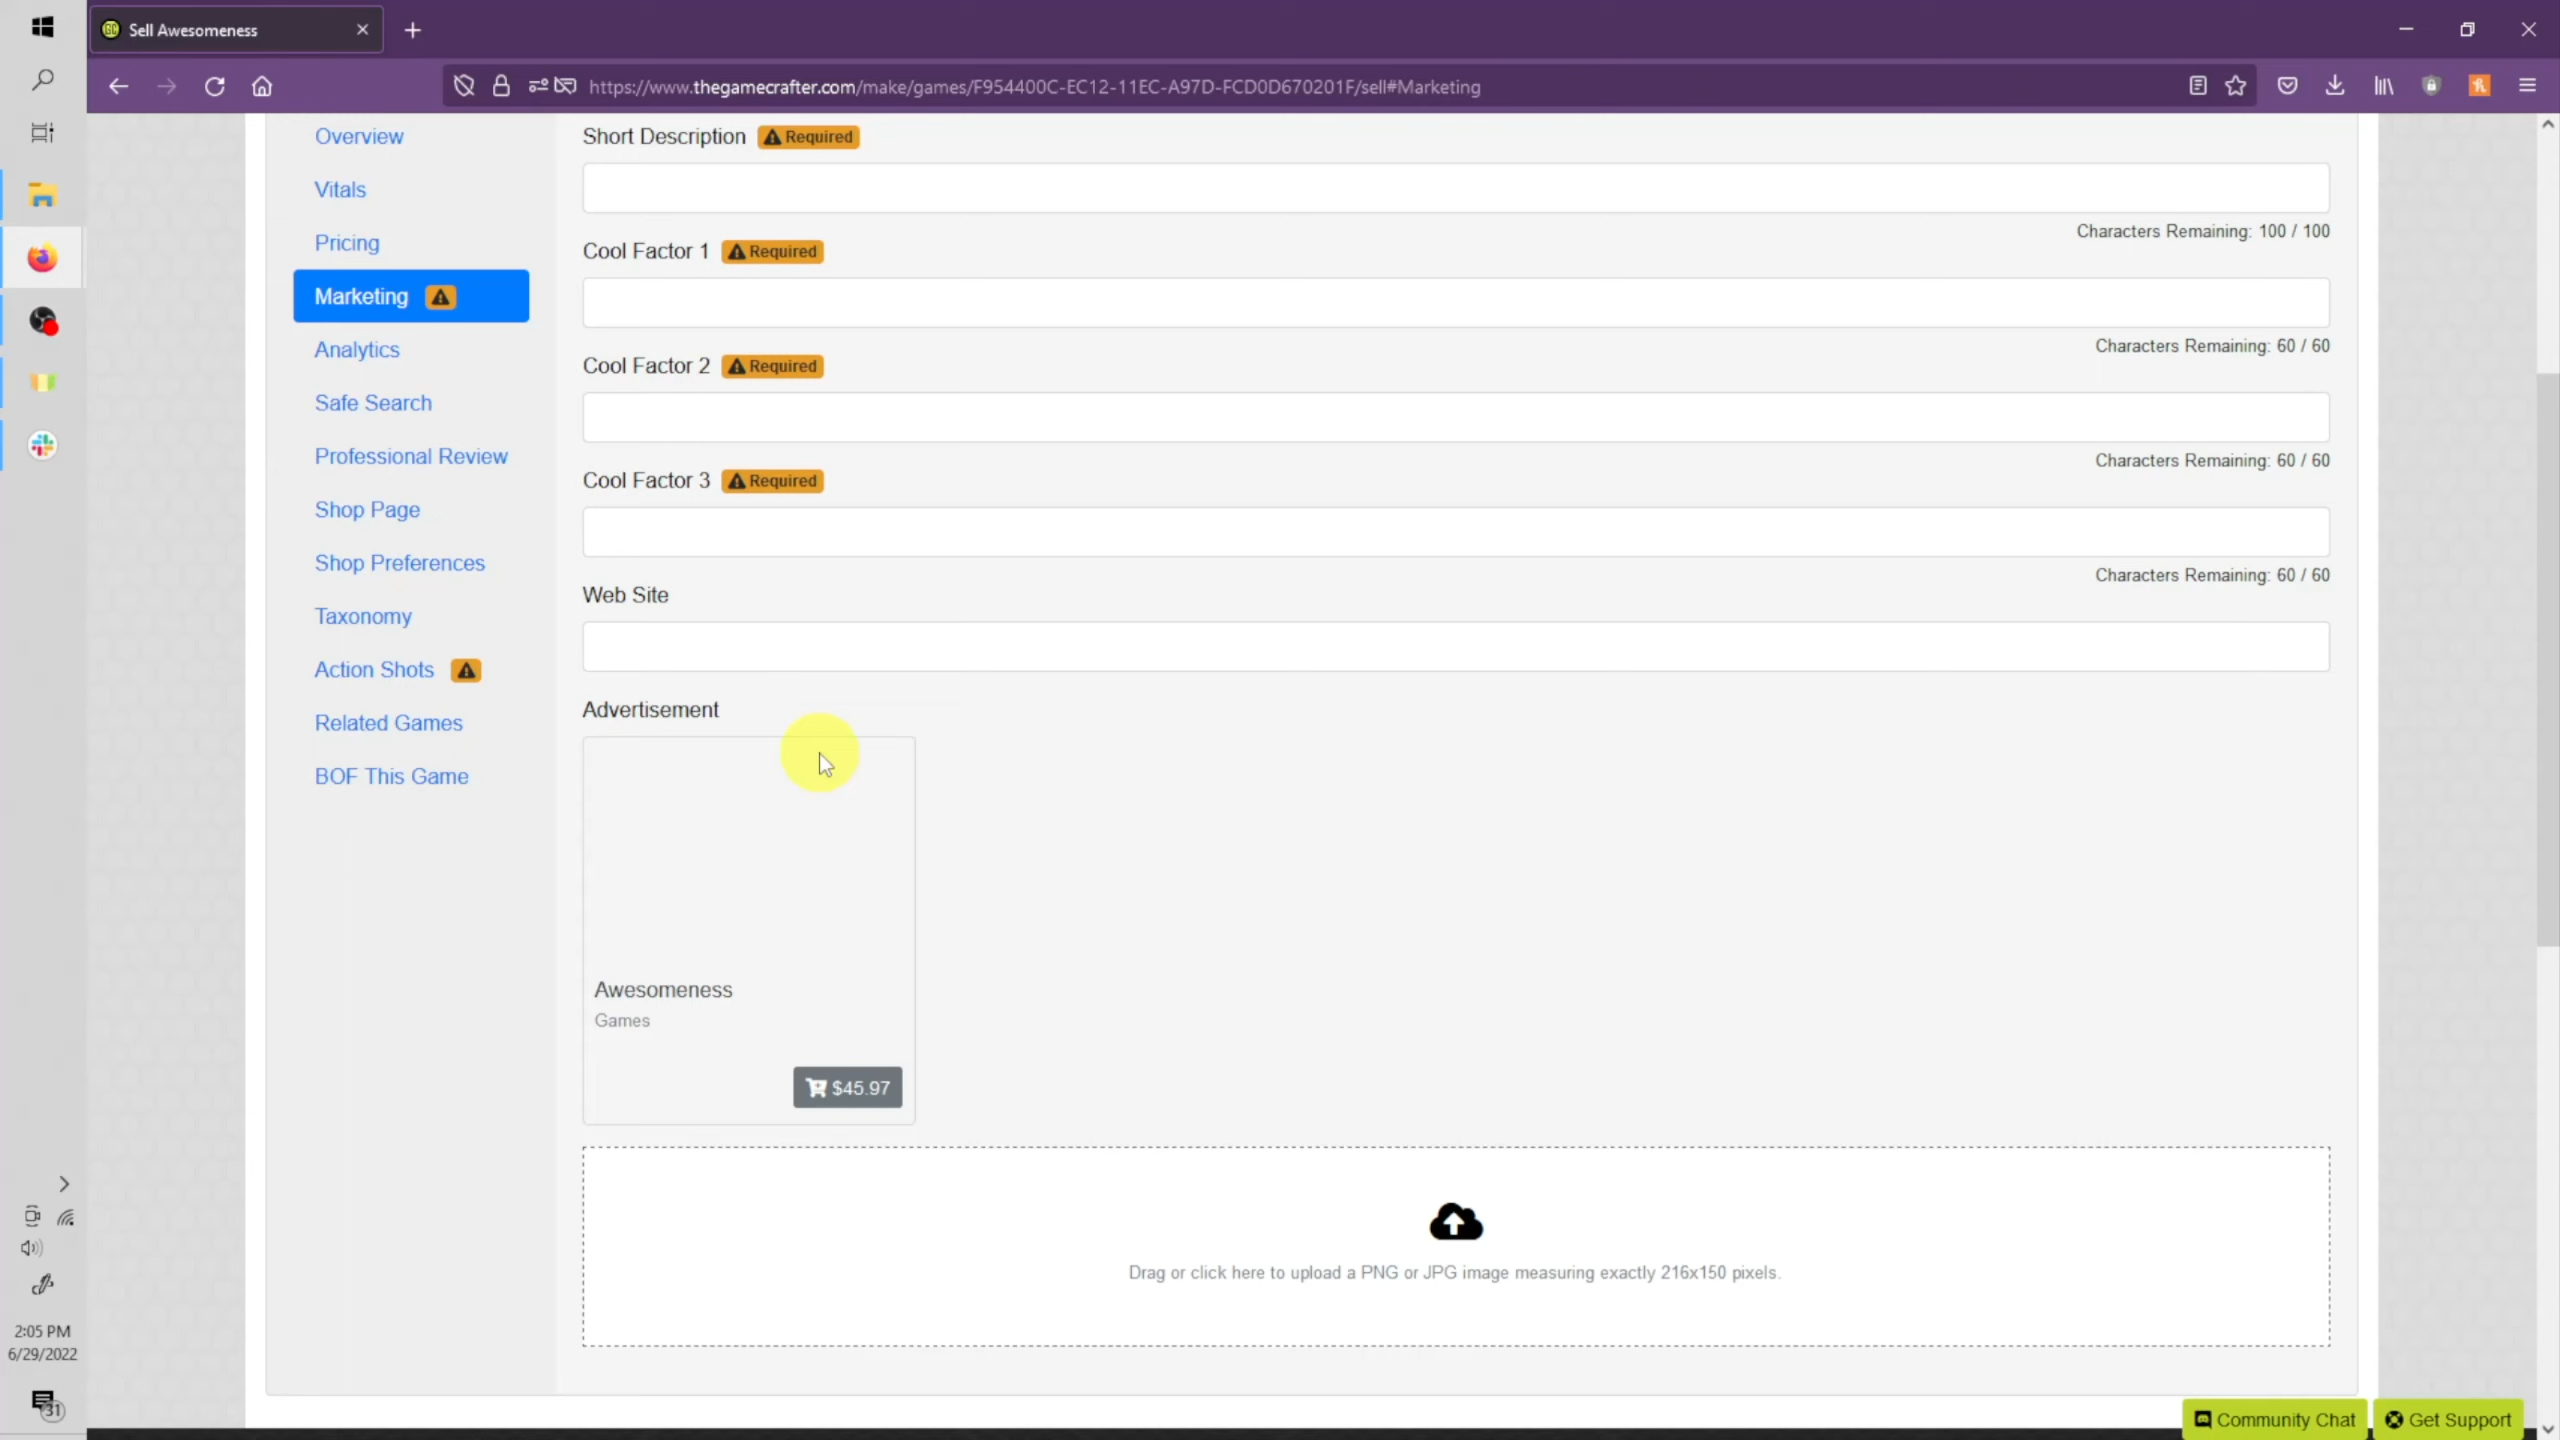 Sell Awesomeness
https://www.thegamecrafter.com/make/games/F954400C-EC12-11EC-A97D-FCD0D670201F/sell#Marketing
Overview
Vitals
Pricing
Marketing
Analytics
Safe Search
Professional Review
Shop Page
Shop Preferences
Taxonomy
Action Shots
Related Games
BOF This Game
Short Description Required
Characters Remaining: 100 / 100
Cool Factor 1 Required
Characters Remaining: 60 / 60
Cool Factor 2 Required
Characters Remaining: 60 / 60
Cool Factor 3 Required
Characters Remaining: 60 / 60
Web Site
Advertisement
Awesomeness
Games
$45.97
Drag or click here to upload a PNG or JPG image measuring exactly 216x150 pixels.
Community Chat
Get Support
2:05 PM
6/29/2022
31